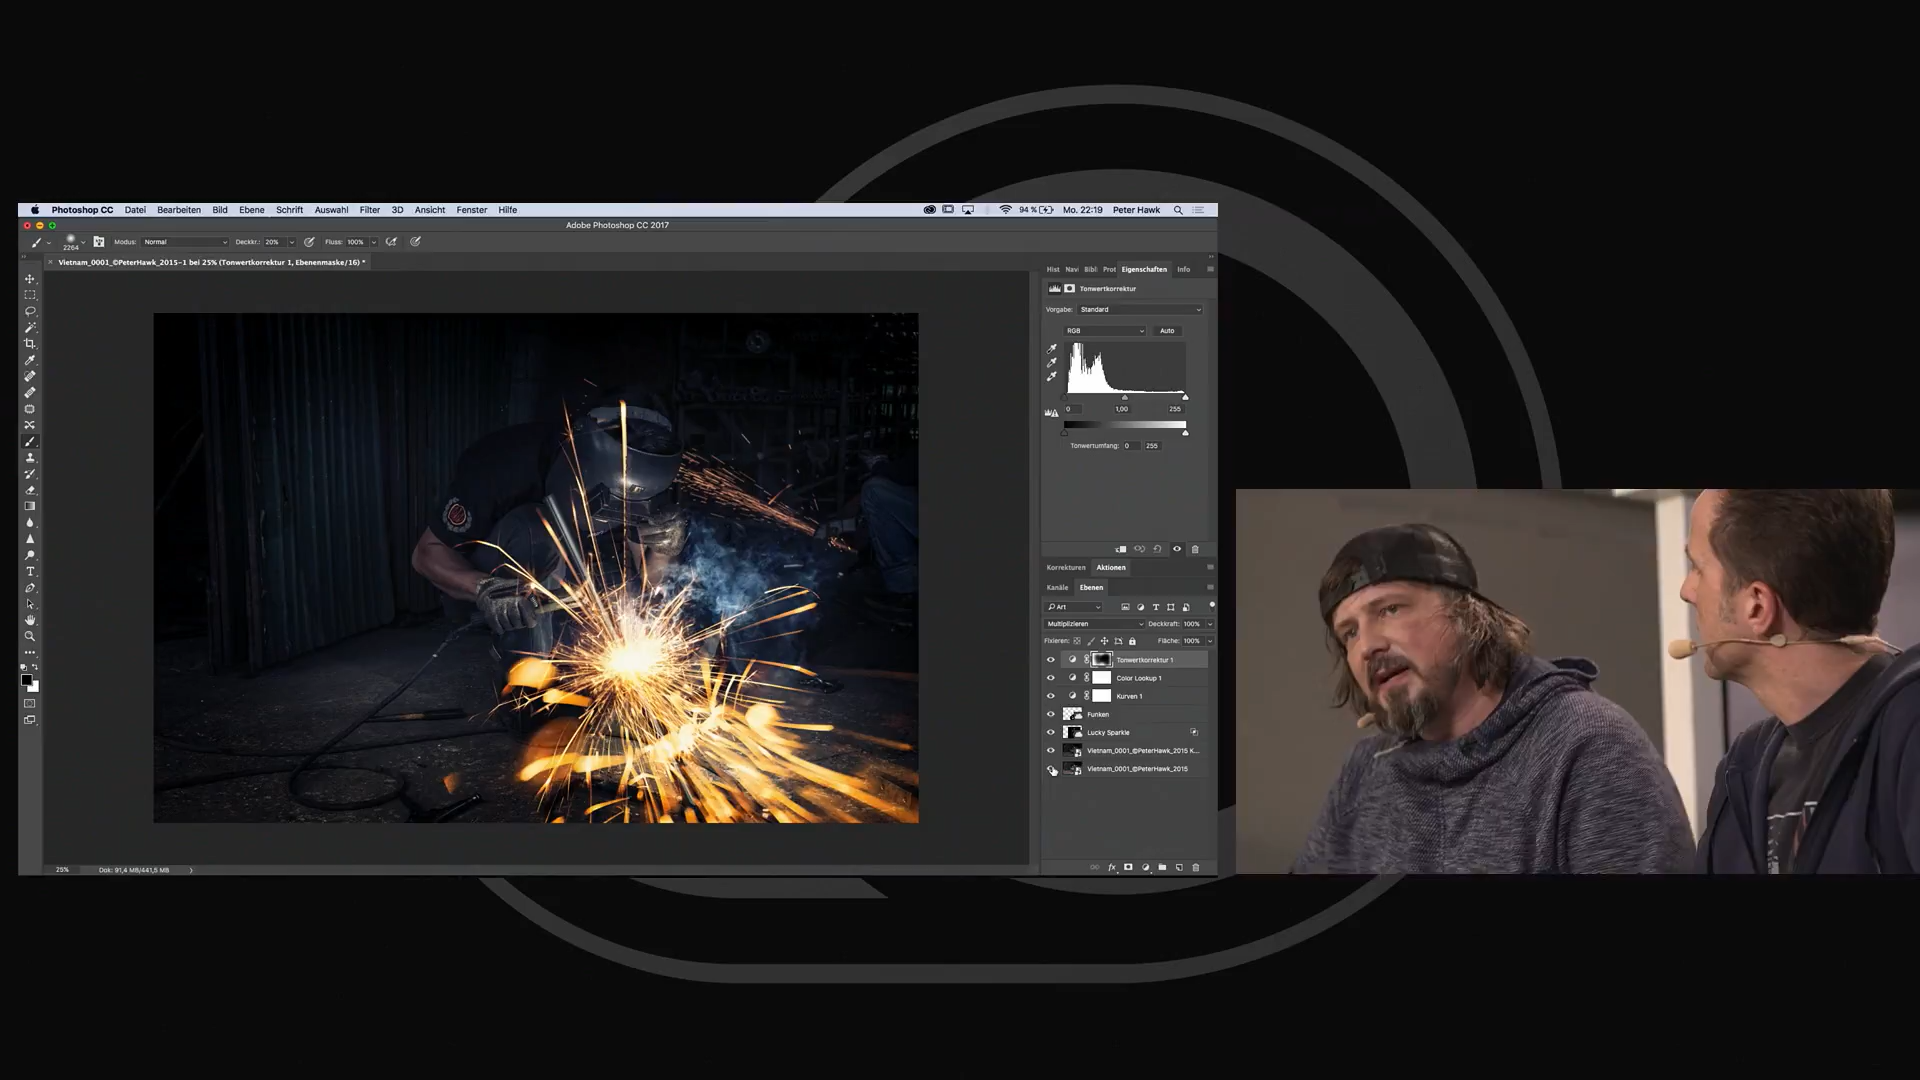 Photoshop CC Datei Bearbeiten Bild Ebene Schrift Auswahl Filter 3D Ansicht Fenster Hilfe 94 % Mo. 22:19 Peter Hawk
Adobe Photoshop CC 2017
2264 Modus: Normal Deckkr.: 20% Fluss: 100%
× Vietnam_0001_©PeterHawk_2015-1 bei 25% (Tonwertkorrektur 1, Ebenenmaske/16) *
Hist Navi Bibl Prot Eigenschaften Info
Tonwertkorrektur
Vorgabe: Standard
RGB Auto
0 1,00 255
Tonwertumfang: 0 255
Korrekturen Aktionen
Kanäle Ebenen
Art
Multiplizieren Deckkraft: 100%
Fixieren: Fläche: 100%
Tonwertkorrektur 1
Color Lookup 1
Kurven 1
Funken
Lucky Sparkle
Vietnam_0001_©PeterHawk_2015 K...
Vietnam_0001_©PeterHawk_2015
fx
25% Dok: 91,4 MB/441,5 MB